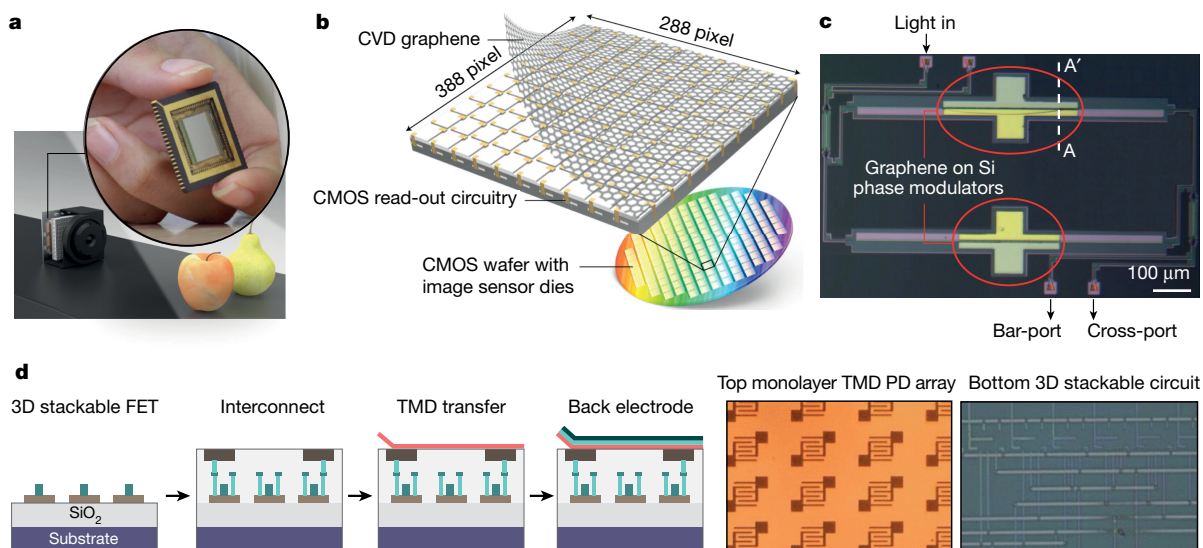 a
b
CVD graphene
388 pixel
288 pixel
CMOS read-out circuitry
CMOS wafer with
image sensor dies
c
Light in
A′
A
Graphene on Si
phase modulators
100 μm
Bar-port
Cross-port
d
3D stackable FET
Interconnect
TMD transfer
Back electrode
Top monolayer TMD PD array
Bottom 3D stackable circuit
SiO₂
Substrate